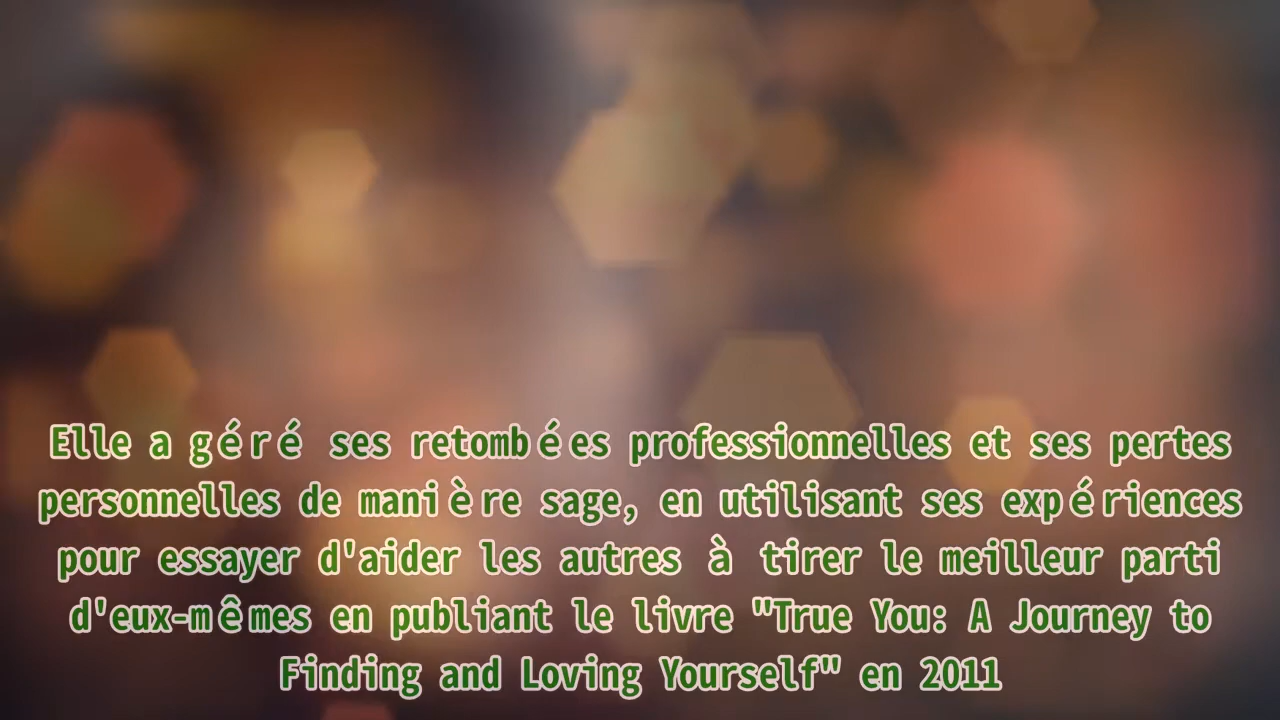 Elle a géré ses retombées professionnelles et ses pertes
personnelles de manière sage, en utilisant ses expériences
pour essayer d'aider les autres à tirer le meilleur parti
d'eux-mêmes en publiant le livre "True You: A Journey to
Finding and Loving Yourself" en 2011